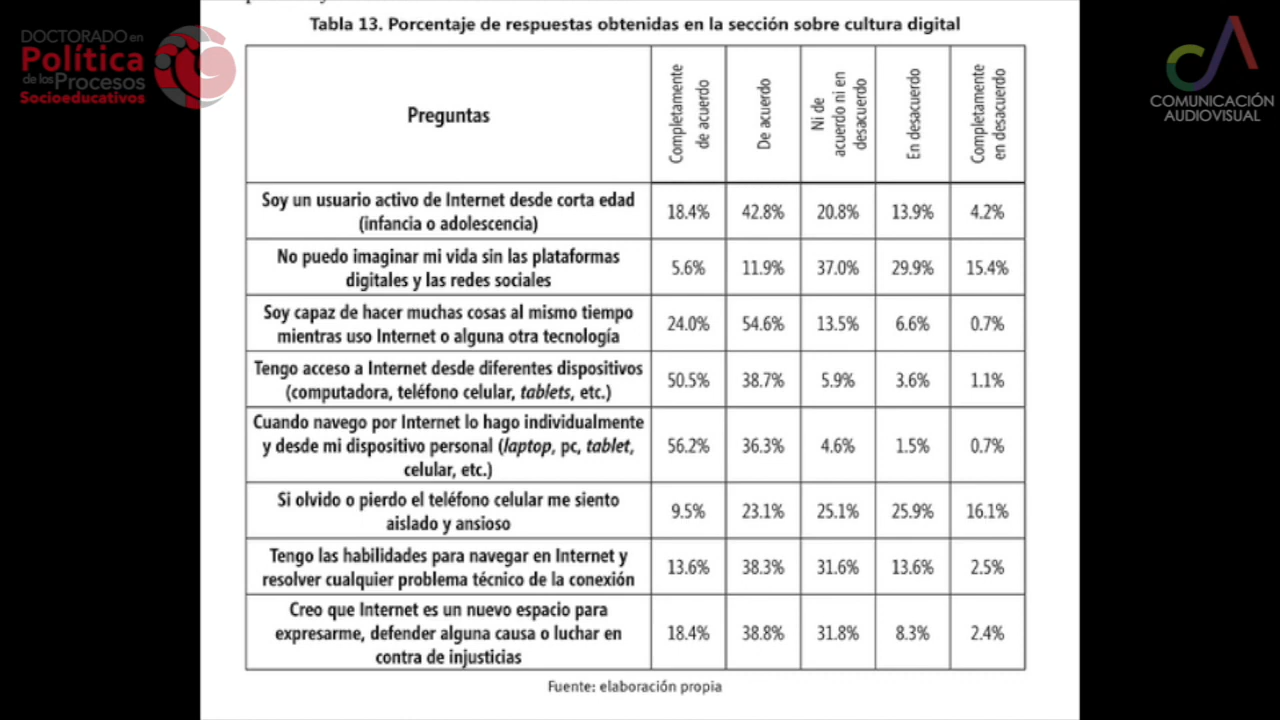 Tabla 13. Porcentaje de respuestas obtenidas en la sección sobre cultura digital
DOCTORADO en
Política
de los Procesos
Socioeducativos
COMUNICACIÓN
AUDIOVISUAL
Preguntas
Completamente
de acuerdo
De acuerdo
Ni de
acuerdo ni en
desacuerdo
En desacuerdo
Completamente
en desacuerdo
Soy un usuario activo de Internet desde corta edad
(infancia o adolescencia)
18.4% 42.8% 20.8% 13.9% 4.2%
No puedo imaginar mi vida sin las plataformas
digitales y las redes sociales
5.6% 11.9% 37.0% 29.9% 15.4%
Soy capaz de hacer muchas cosas al mismo tiempo
mientras uso Internet o alguna otra tecnología
24.0% 54.6% 13.5% 6.6% 0.7%
Tengo acceso a Internet desde diferentes dispositivos
(computadora, teléfono celular, tablets, etc.)
50.5% 38.7% 5.9% 3.6% 1.1%
Cuando navego por Internet lo hago individualmente
y desde mi dispositivo personal (laptop, pc, tablet,
celular, etc.)
56.2% 36.3% 4.6% 1.5% 0.7%
Si olvido o pierdo el teléfono celular me siento
aislado y ansioso
9.5% 23.1% 25.1% 25.9% 16.1%
Tengo las habilidades para navegar en Internet y
resolver cualquier problema técnico de la conexión
13.6% 38.3% 31.6% 13.6% 2.5%
Creo que Internet es un nuevo espacio para
expresarme, defender alguna causa o luchar en
contra de injusticias
18.4% 38.8% 31.8% 8.3% 2.4%
Fuente: elaboración propia